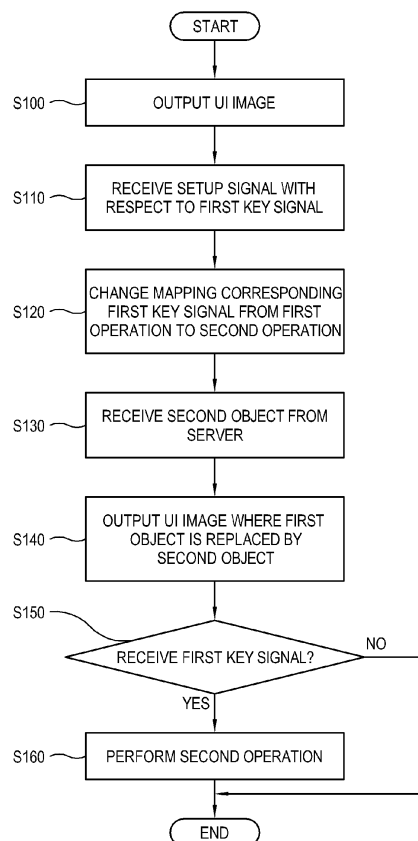 START
S100
OUTPUT UI IMAGE
S110
RECEIVE SETUP SIGNAL WITH
RESPECT TO FIRST KEY SIGNAL
S120
CHANGE MAPPING CORRESPONDING
FIRST KEY SIGNAL FROM FIRST
OPERATION TO SECOND OPERATION
S130
RECEIVE SECOND OBJECT FROM
SERVER
S140
OUTPUT UI IMAGE WHERE FIRST
OBJECT IS REPLACED BY
SECOND OBJECT
S150
RECEIVE FIRST KEY SIGNAL?
NO
YES
S160
PERFORM SECOND OPERATION
END